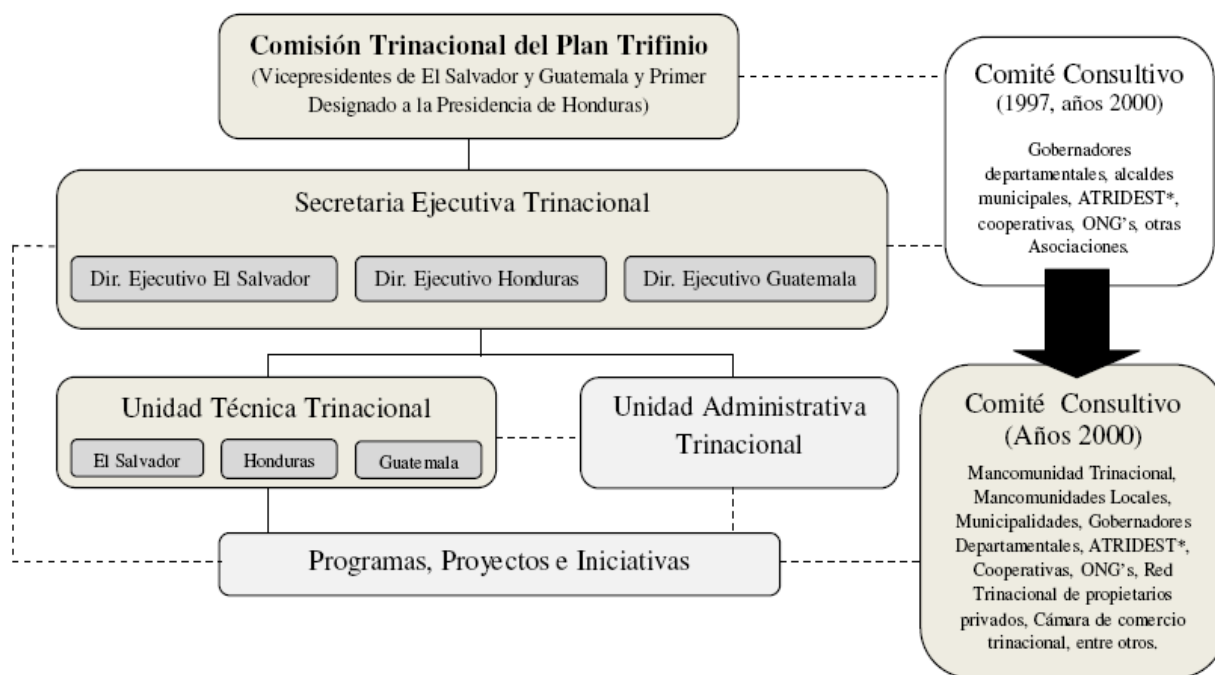 Comisión Trinacional del Plan Trifinio
(Vicepresidentes de El Salvador y Guatemala y Primer
Designado a la Presidencia de Honduras)
Comité Consultivo
(1997, años 2000)
Gobernadores
departamentales, alcaldes
municipales, ATRIDEST*,
cooperativas, ONG's, otras
Asociaciones.
Secretaria Ejecutiva Trinacional
Dir. Ejecutivo El Salvador
Dir. Ejecutivo Honduras
Dir. Ejecutivo Guatemala
Unidad Técnica Trinacional
El Salvador
Honduras
Guatemala
Unidad Administrativa
Trinacional
Comité Consultivo
(Años 2000)
Mancomunidad Trinacional,
Mancomunidades Locales,
Municipalidades, Gobernadores
Departamentales, ATRIDEST*,
Cooperativas, ONG's, Red
Trinacional de propietarios
privados, Cámara de comercio
trinacional, entre otros.
Programas, Proyectos e Iniciativas